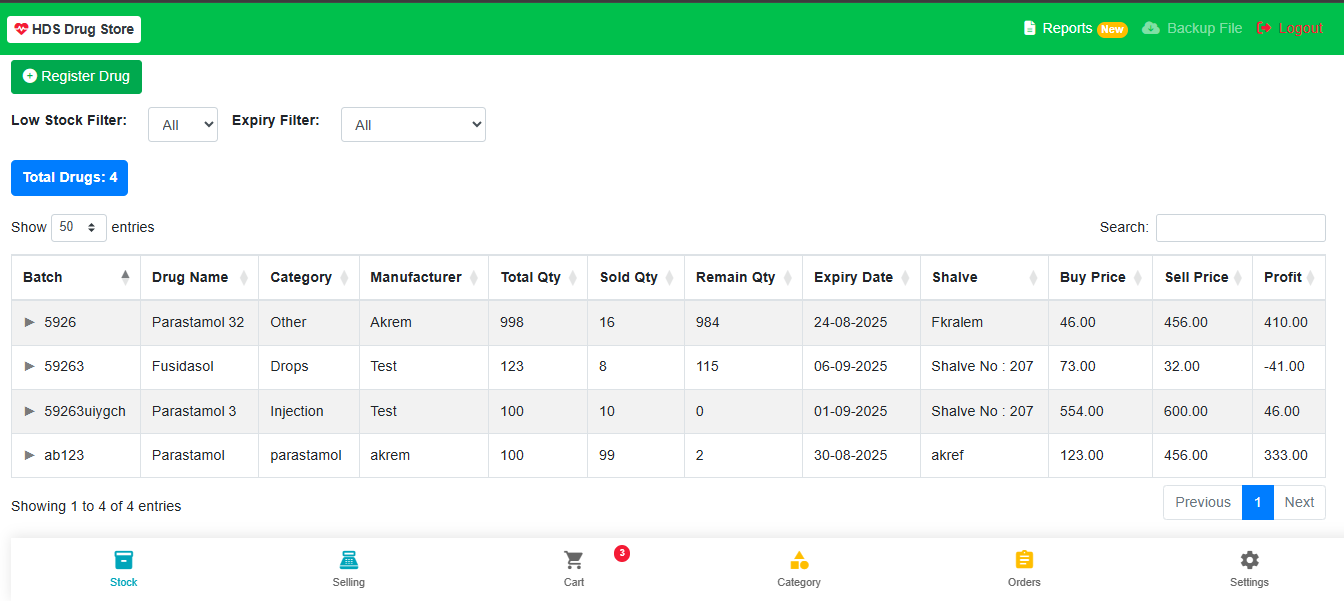 HDS Drug Store Reports New Backup File Logout
Register Drug
Low Stock Filter: All Expiry Filter: All
Total Drugs: 4
Show 50 entries Search:
Batch Drug Name Category Manufacturer Total Qty Sold Qty Remain Qty Expiry Date Shalve Buy Price Sell Price Profit
5926 Parastamol 32 Other Akrem 998 16 984 24-08-2025 Fkralem 46.00 456.00 410.00
59263 Fusidasol Drops Test 123 8 115 06-09-2025 Shalve No : 207 73.00 32.00 -41.00
59263uiygch Parastamol 3 Injection Test 100 10 0 01-09-2025 Shalve No : 207 554.00 600.00 46.00
ab123 Parastamol parastamol akrem 100 99 2 30-08-2025 akref 123.00 456.00 333.00
Showing 1 to 4 of 4 entries Previous 1 Next
3
Stock Selling Cart Category Orders Settings